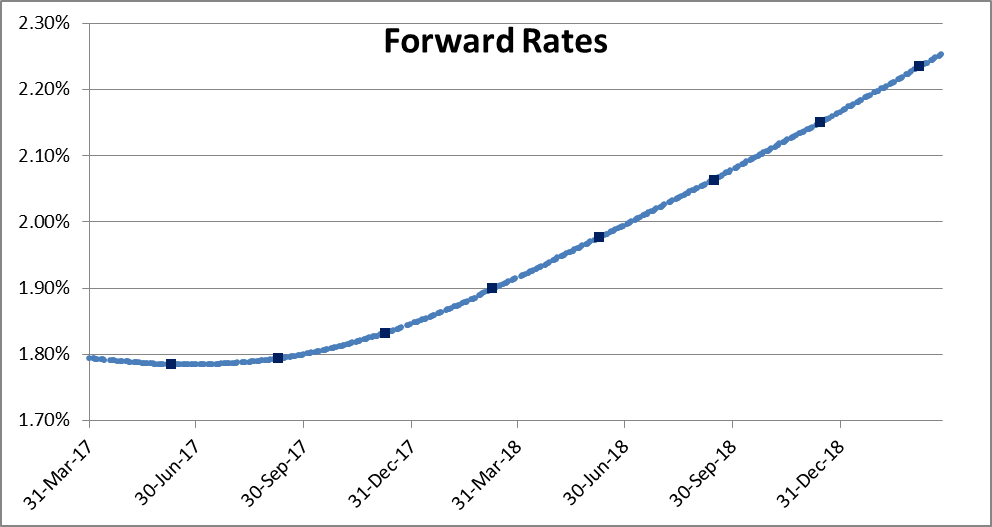 Forward Rates
2.30%
2.20%
2.10%
2.00%
1.90%
1.80%
1.70%
31-Mar-17
30-Jun-17
30-Sep-17
31-Dec-17
31-Mar-18
30-Jun-18
30-Sep-18
31-Dec-18